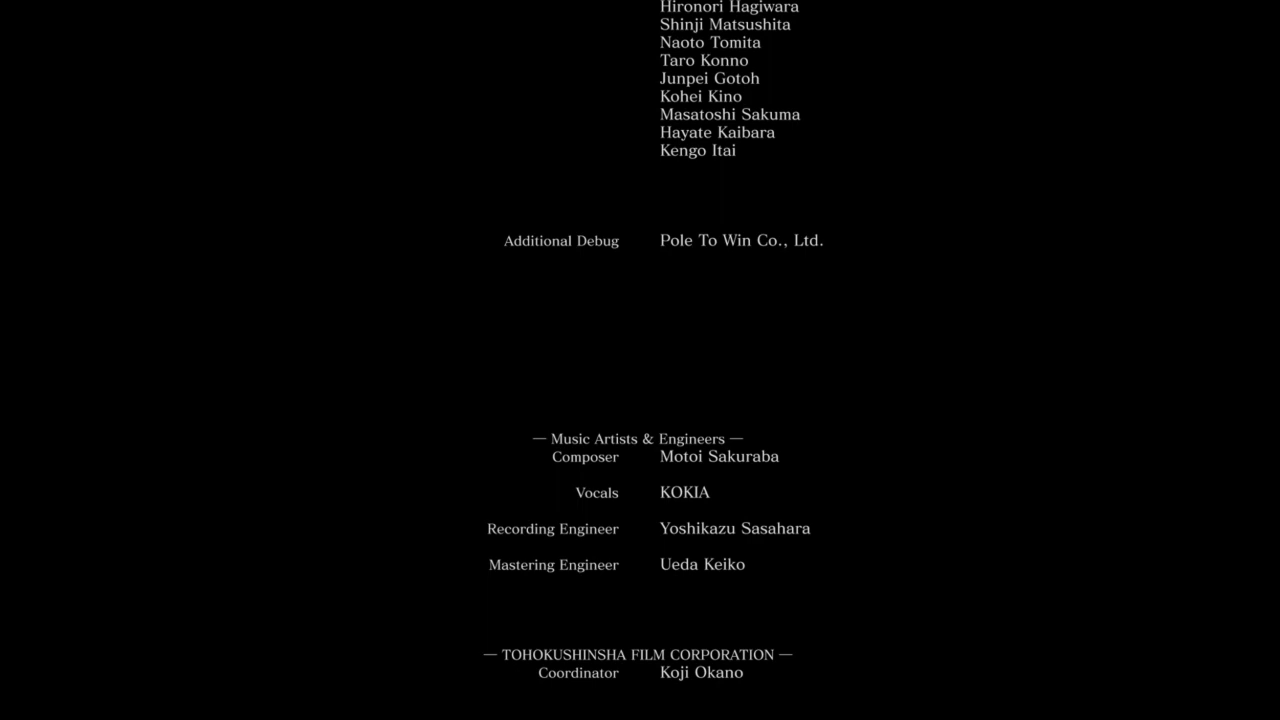 Hironori Hagiwara
Shinji Matsushita
Naoto Tomita
Taro Konno
Junpei Gotoh
Kohei Kino
Masatoshi Sakuma
Hayate Kaibara
Kengo Itai
Additional Debug Pole To Win Co., Ltd.
— Music Artists & Engineers —
Composer Motoi Sakuraba
Vocals KOKIA
Recording Engineer Yoshikazu Sasahara
Mastering Engineer Ueda Keiko
— TOHOKUSHINSHA FILM CORPORATION —
Coordinator Koji Okano